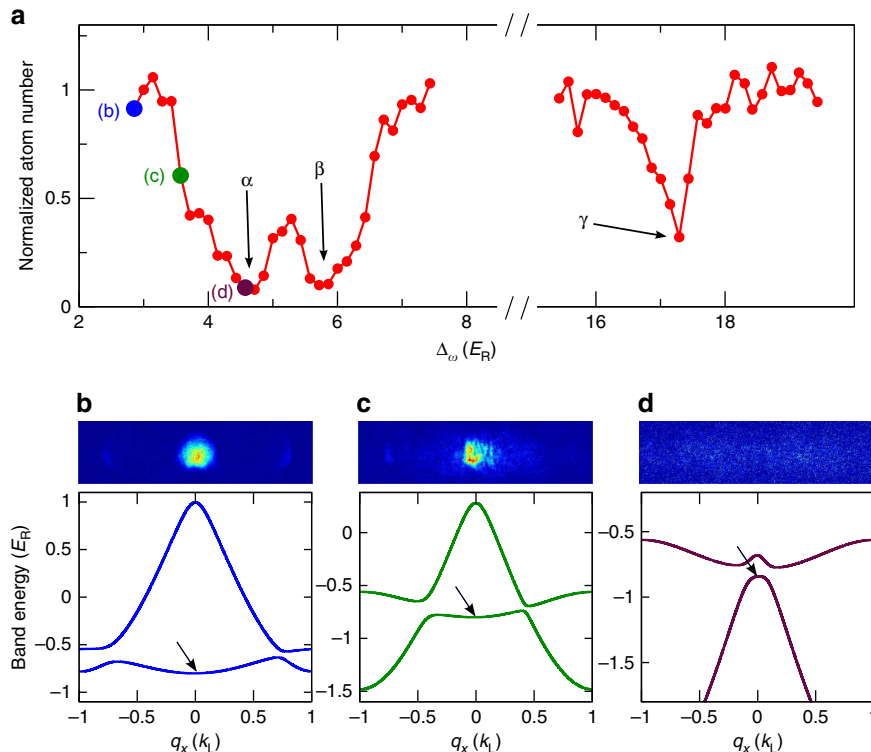 a
Normalized atom number
1
0.5
0
(b)
(c)
(d)
α
β
γ
2
4
6
8
16
18
Δω (ER)
b
c
d
Band energy (ER)
1
0.5
0
−0.5
−1
0
−0.5
−1
−1.5
−0.5
−1
−1.5
−1
−0.5
0
0.5
1
−1
−0.5
0
0.5
1
−1
−0.5
0
0.5
1
qx (kL)
qx (kL)
qx (kL)